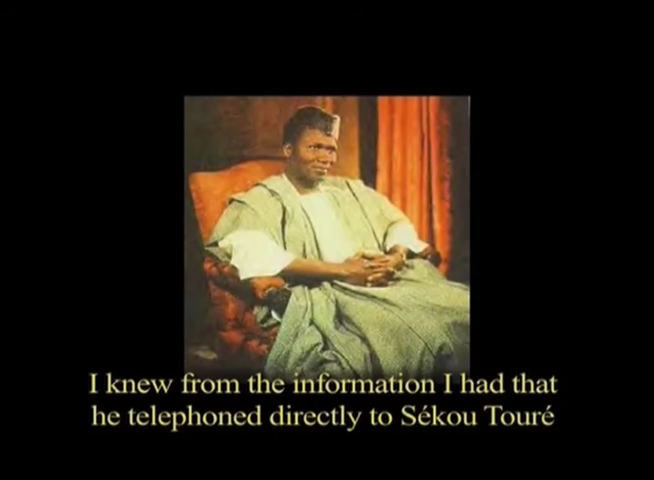 I knew from the information I had that
he telephoned directly to Sékou Touré